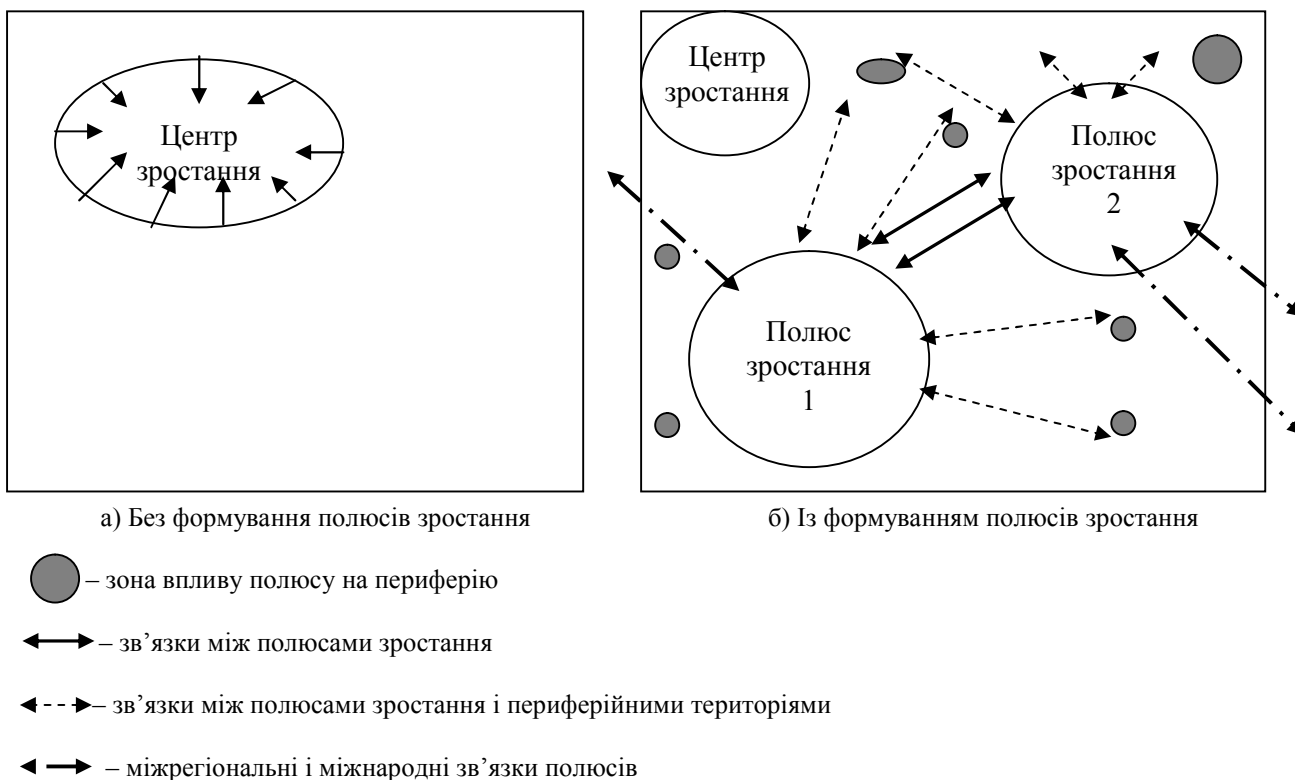 Центр
зростання
Центр
зростання
Полюс
зростання
2
Полюс
зростання
1
а) Без формування полюсів зростання
б) Із формуванням полюсів зростання
– зона впливу полюсу на периферію
– зв’язки між полюсами зростання
– зв’язки між полюсами зростання і периферійними територіями
– міжрегіональні і міжнародні зв’язки полюсів